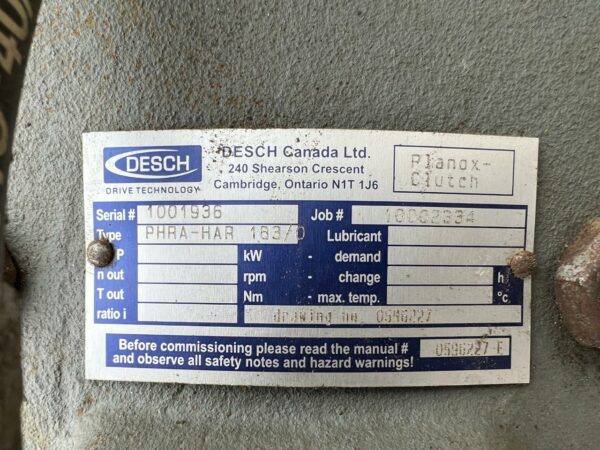 DESCH
DRIVE TECHNOLOGY
DESCH Canada Ltd.
240 Shearson Crescent
Cambridge, Ontario N1T 1J6
Planox-
Clutch
Serial # 1001936 Job #
Type PHRA-HAR 183/0 Lubricant
P kW - demand
n out rpm - change h
T out Nm - max. temp. °c
ratio i drawing no. 0596227
Before commissioning please read the manual # 0596227-E
and observe all safety notes and hazard warnings!